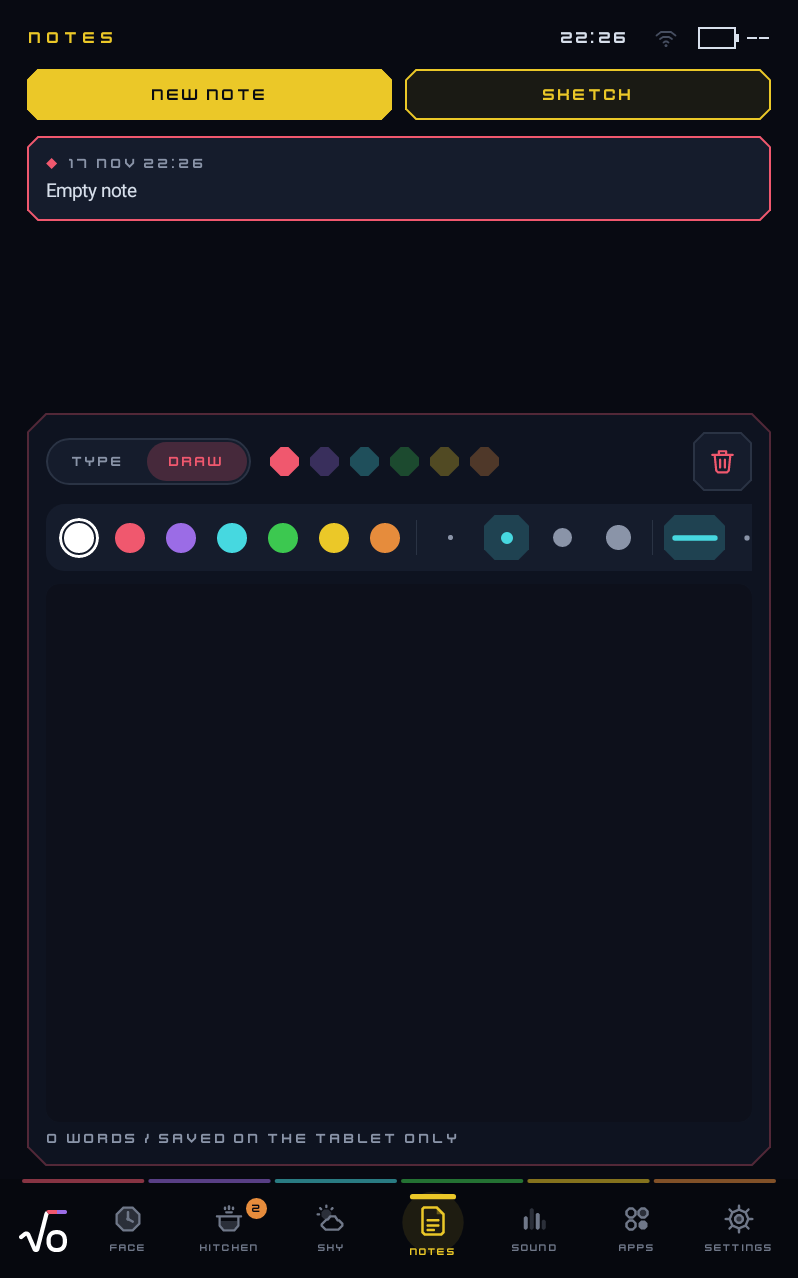 NOTES
22:26
--
NEW NOTE
SKETCH
17 NOV 22:26
Empty note
TYPE
DRAW
0 WORDS / SAVED ON THE TABLET ONLY
√o
FACE
KITCHEN
2
SKY
NOTES
SOUND
APPS
SETTINGS